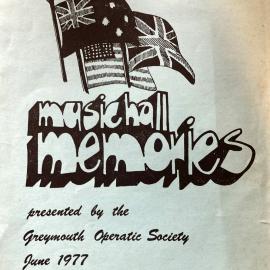 music hall
memories
presented by the
Greymouth Operatic Society
June 1977